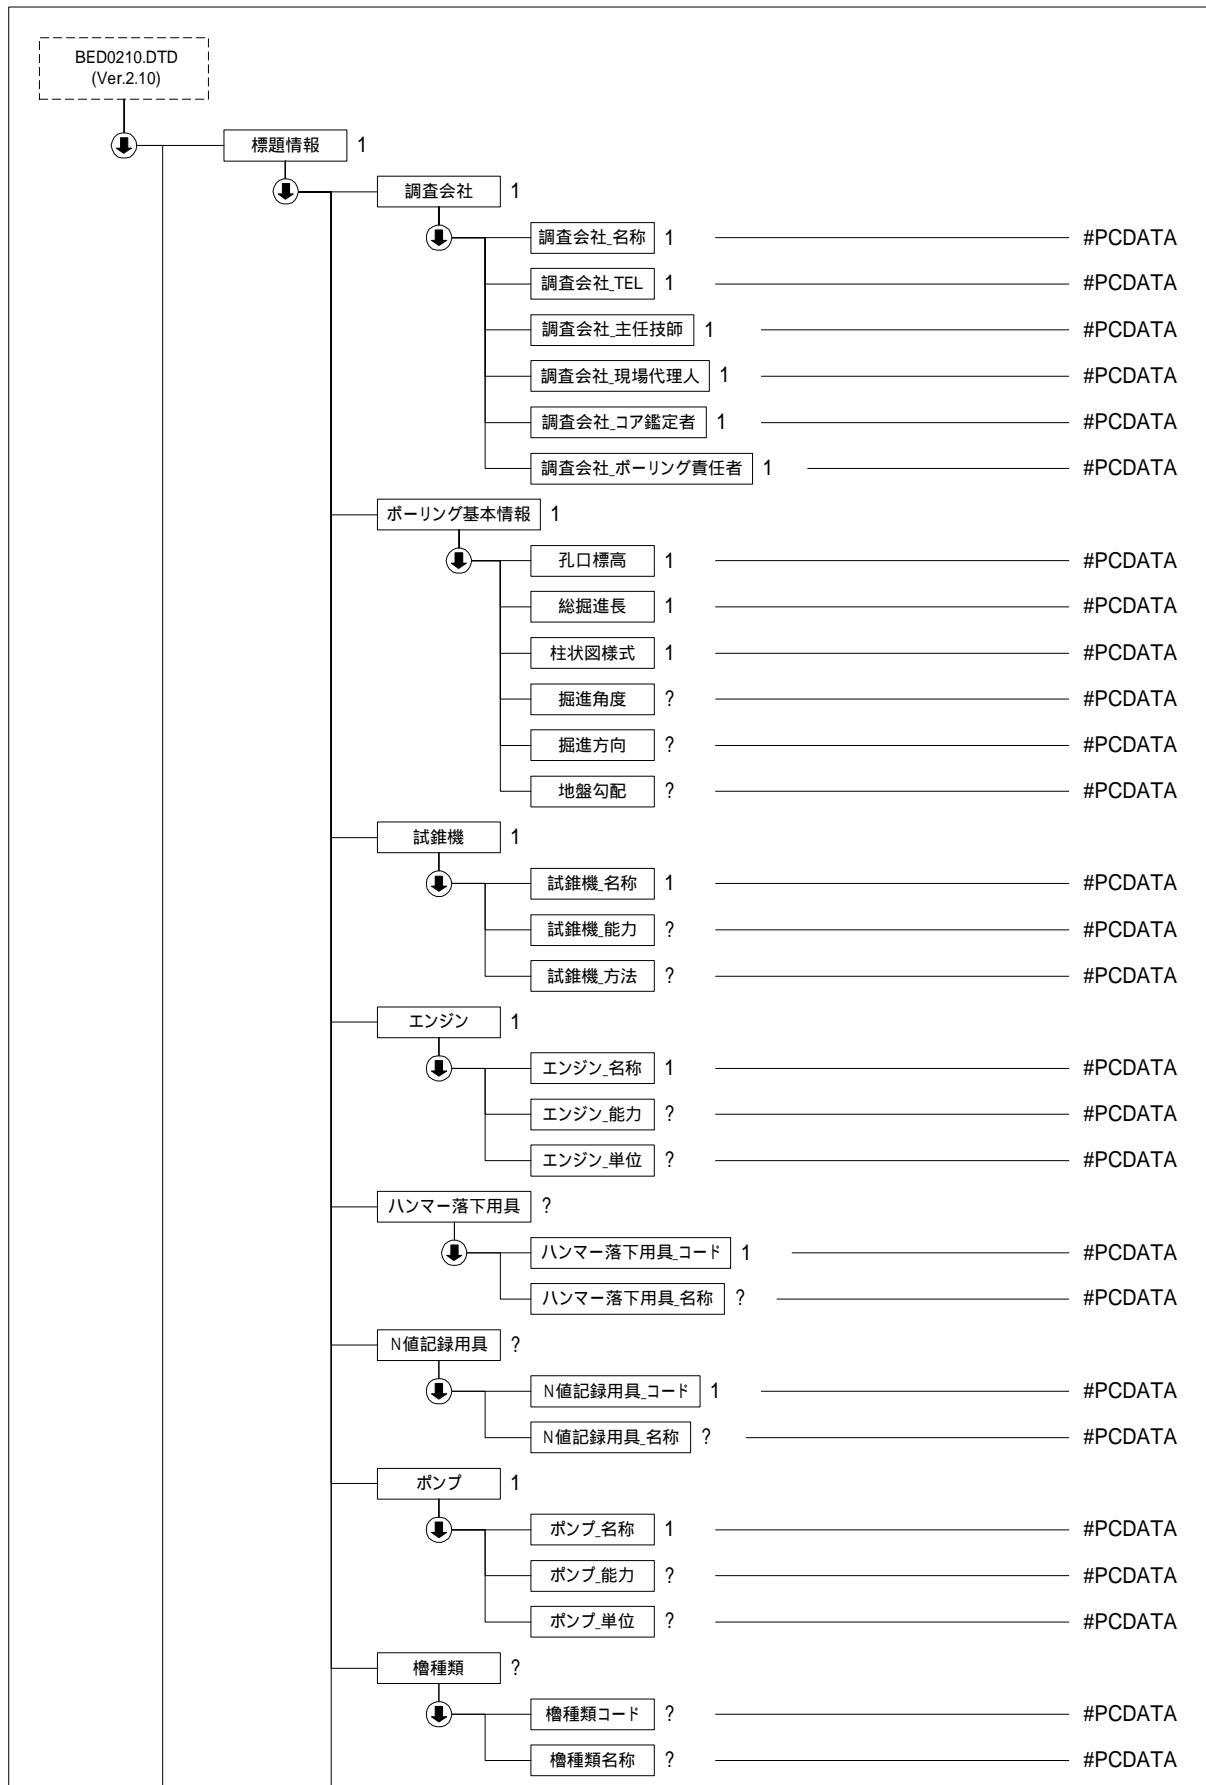 BED0210.DTD
(Ver.2.10)
標題情報 1
調査会社 1
調査会社_名称 1 #PCDATA
調査会社_TEL 1 #PCDATA
調査会社_主任技師 1 #PCDATA
調査会社_現場代理人 1 #PCDATA
調査会社_コア鑑定者 1 #PCDATA
調査会社_ボーリング責任者 1 #PCDATA
ボーリング基本情報 1
孔口標高 1 #PCDATA
総掘進長 1 #PCDATA
柱状図様式 1 #PCDATA
掘進角度 ? #PCDATA
掘進方向 ? #PCDATA
地盤勾配 ? #PCDATA
試錐機 1
試錐機_名称 1 #PCDATA
試錐機_能力 ? #PCDATA
試錐機_方法 ? #PCDATA
エンジン 1
エンジン_名称 1 #PCDATA
エンジン_能力 ? #PCDATA
エンジン_単位 ? #PCDATA
ハンマー落下用具 ?
ハンマー落下用具_コード 1 #PCDATA
ハンマー落下用具_名称 ? #PCDATA
N値記録用具 ?
N値記録用具_コード 1 #PCDATA
N値記録用具_名称 ? #PCDATA
ポンプ 1
ポンプ_名称 1 #PCDATA
ポンプ_能力 ? #PCDATA
ポンプ_単位 ? #PCDATA
櫓種類 ?
櫓種類コード ? #PCDATA
櫓種類名称 ? #PCDATA